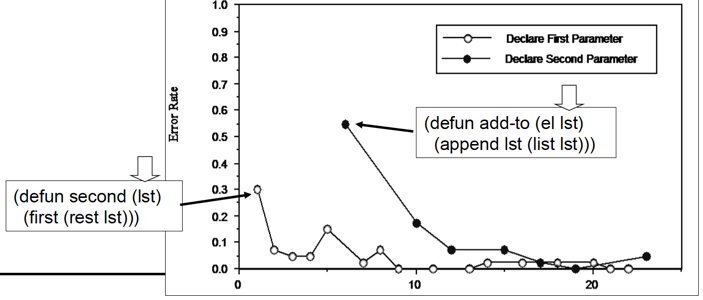 1.0
0.9
0.8
0.7
0.6
0.5
0.4
0.3
0.2
0.1
0.0
Error Rate
Declare First Parameter
Declare Second Parameter
(defun add-to (el lst)
(append lst (list lst)))
(defun second (lst)
(first (rest lst)))
0
10
20